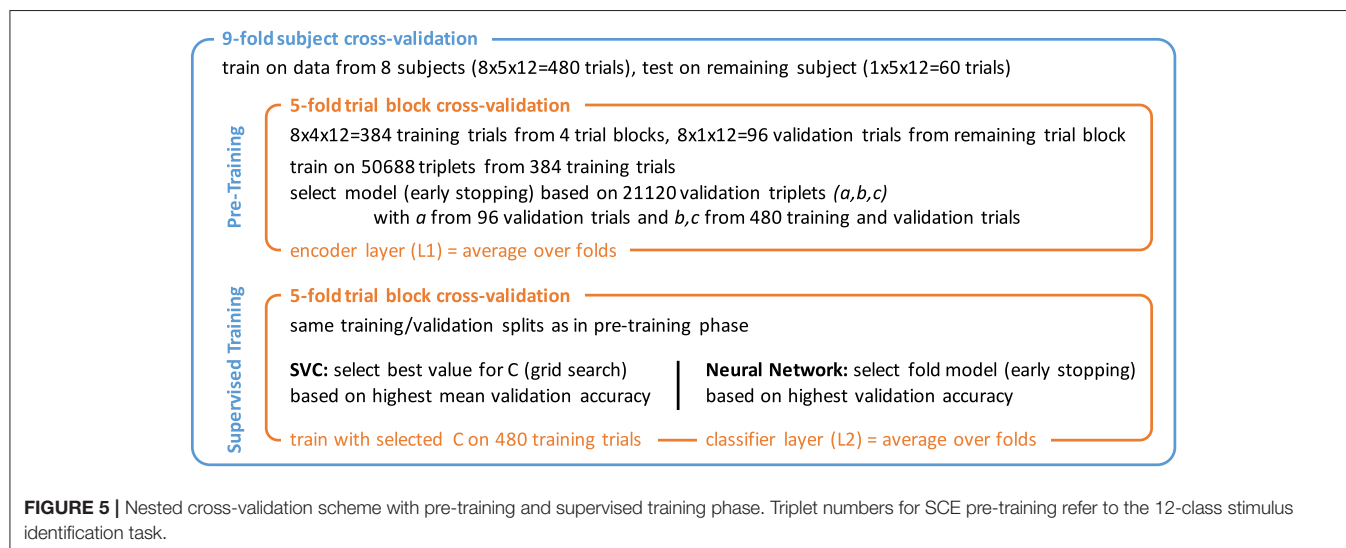 9-fold subject cross-validation
train on data from 8 subjects (8x5x12=480 trials), test on remaining subject (1x5x12=60 trials)
Pre-Training
5-fold trial block cross-validation
8x4x12=384 training trials from 4 trial blocks, 8x1x12=96 validation trials from remaining trial block
train on 50688 triplets from 384 training trials
select model (early stopping) based on 21120 validation triplets (a,b,c)
with a from 96 validation trials and b,c from 480 training and validation trials
encoder layer (L1) = average over folds
Supervised Training
5-fold trial block cross-validation
same training/validation splits as in pre-training phase
SVC: select best value for C (grid search)
based on highest mean validation accuracy
Neural Network: select fold model (early stopping)
based on highest validation accuracy
train with selected C on 480 training trials
classifier layer (L2) = average over folds
FIGURE 5 | Nested cross-validation scheme with pre-training and supervised training phase. Triplet numbers for SCE pre-training refer to the 12-class stimulus
identification task.